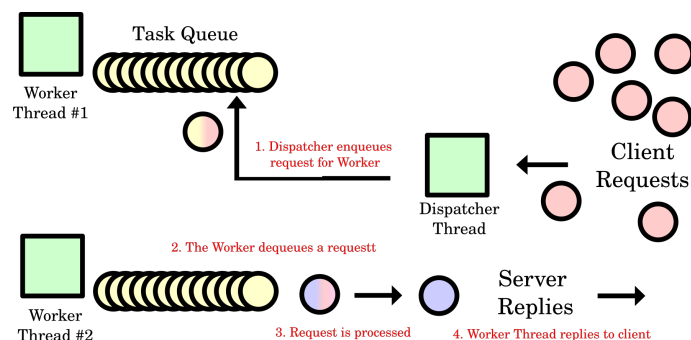 Task Queue
Worker
Thread #1
1. Dispatcher enqueues
request for Worker
Client
Requests
Dispatcher
Thread
2. The Worker dequeues a requestt
Worker
Thread #2
Server
Replies
3. Request is processed
4. Worker Thread replies to client